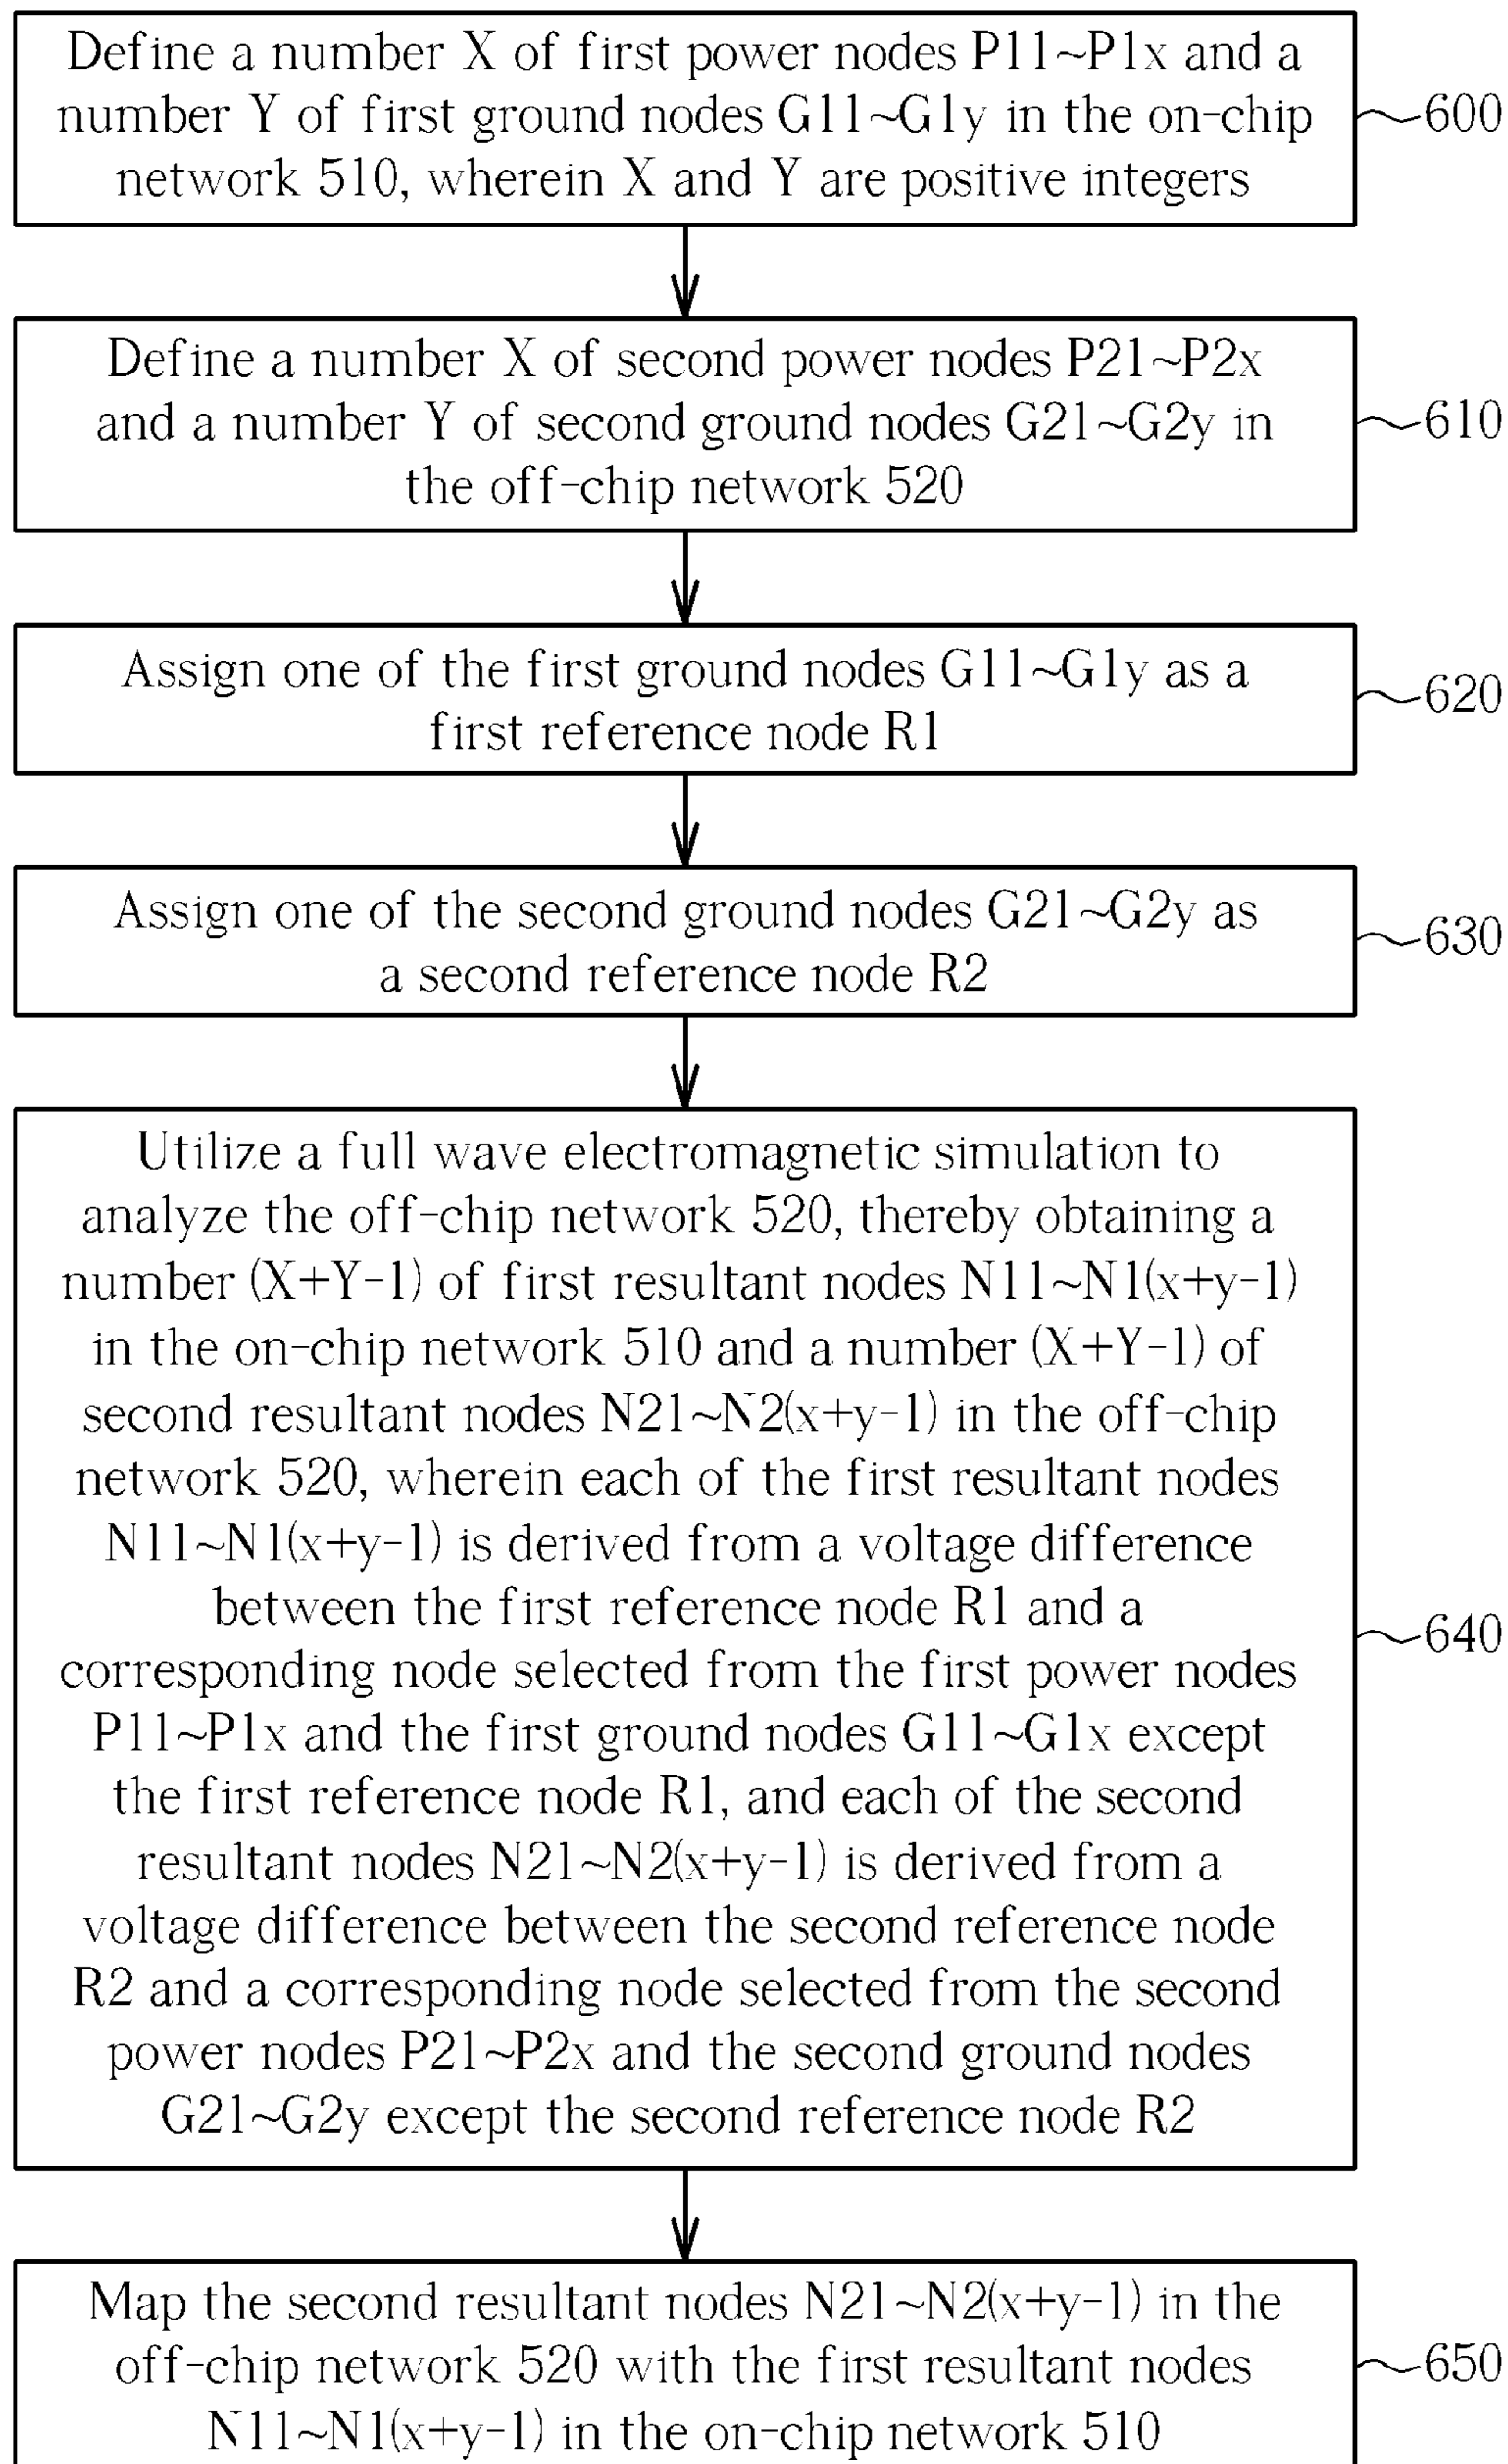 Define a number X of first power nodes P11~P1x and a
number Y of first ground nodes G11~G1y in the on-chip
network 510, wherein X and Y are positive integers
600
Define a number X of second power nodes P21~P2x
and a number Y of second ground nodes G21~G2y in
the off-chip network 520
610
Assign one of the first ground nodes G11~G1y as a
first reference node R1
620
Assign one of the second ground nodes G21~G2y as
a second reference node R2
630
Utilize a full wave electromagnetic simulation to
analyze the off-chip network 520, thereby obtaining a
number (X+Y-1) of first resultant nodes N11~N1(x+y-1)
in the on-chip network 510 and a number (X+Y-1) of
second resultant nodes N21~N2(x+y-1) in the off-chip
network 520, wherein each of the first resultant nodes
N11~N1(x+y-1) is derived from a voltage difference
between the first reference node R1 and a
corresponding node selected from the first power nodes
P11~P1x and the first ground nodes G11~G1x except
the first reference node R1, and each of the second
resultant nodes N21~N2(x+y-1) is derived from a
voltage difference between the second reference node
R2 and a corresponding node selected from the second
power nodes P21~P2x and the second ground nodes
G21~G2y except the second reference node R2
640
Map the second resultant nodes N21~N2(x+y-1) in the
off-chip network 520 with the first resultant nodes
N11~N1(x+y-1) in the on-chip network 510
650